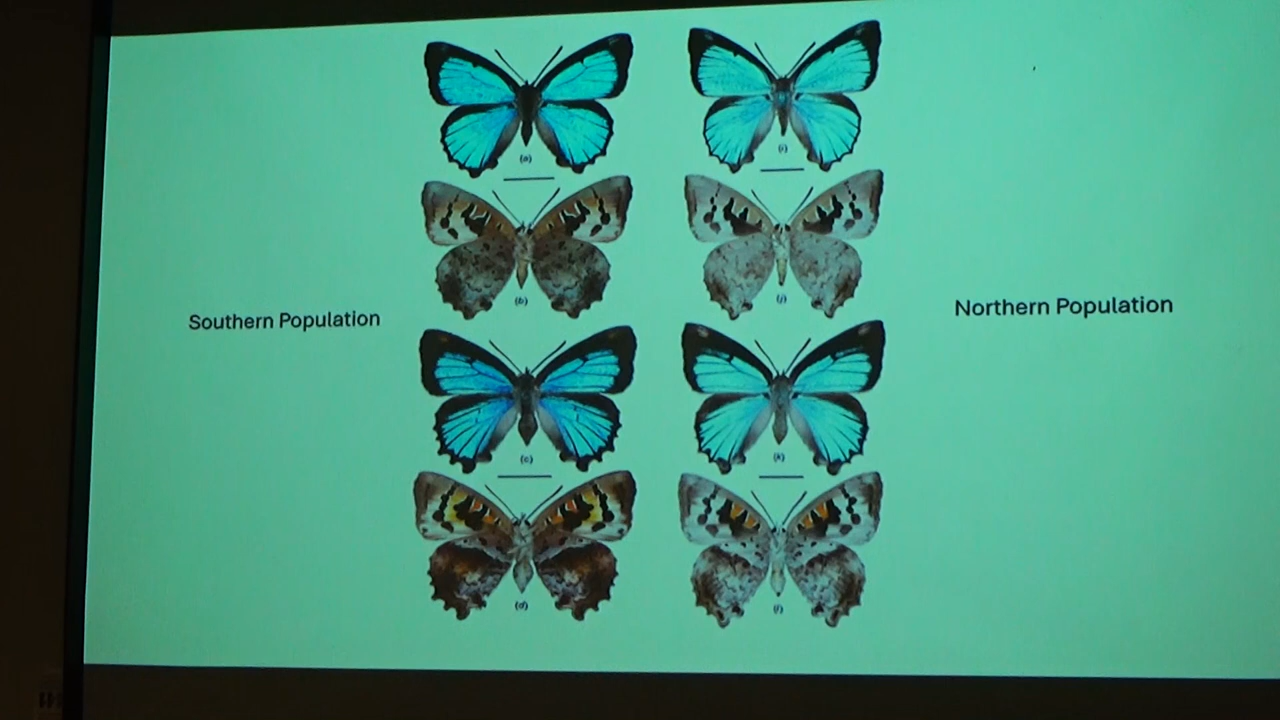 (a)
(i)
(b)
(j)
Southern Population
Northern Population
(c)
(k)
(d)
(l)